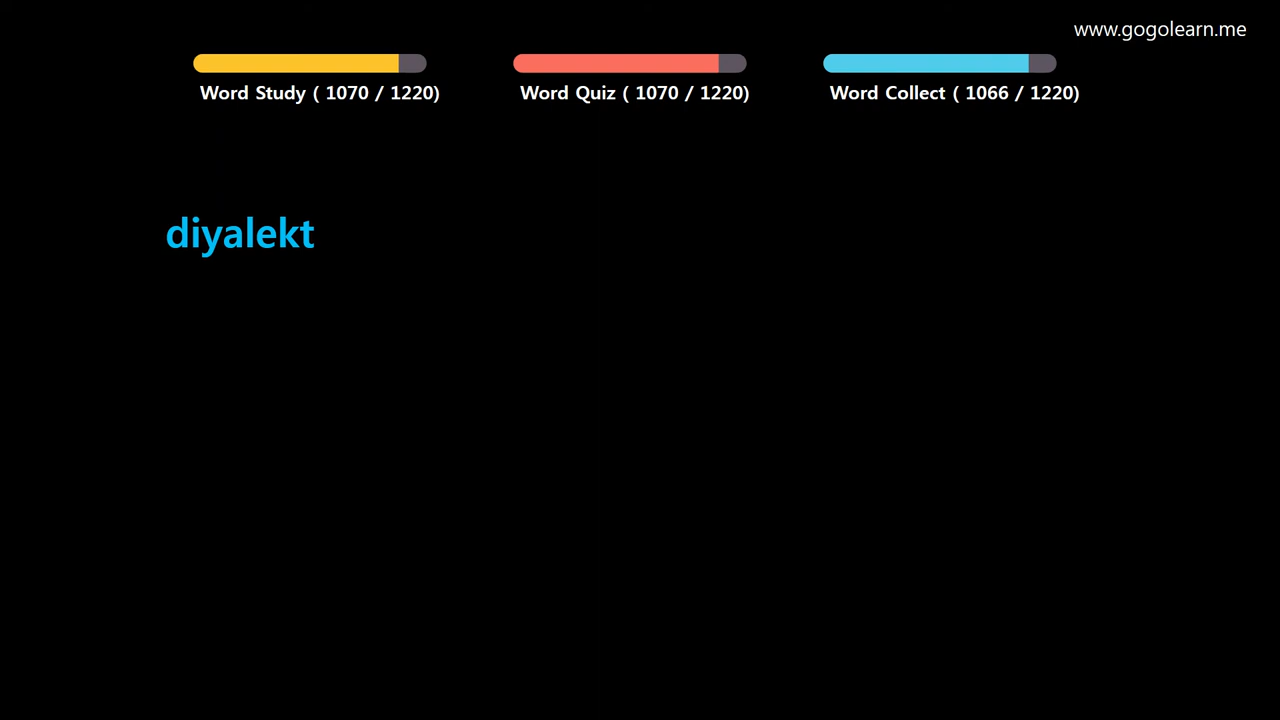 www.gogolearn.me
Word Study ( 1070 / 1220)
Word Quiz ( 1070 / 1220)
Word Collect ( 1066 / 1220)
diyalekt